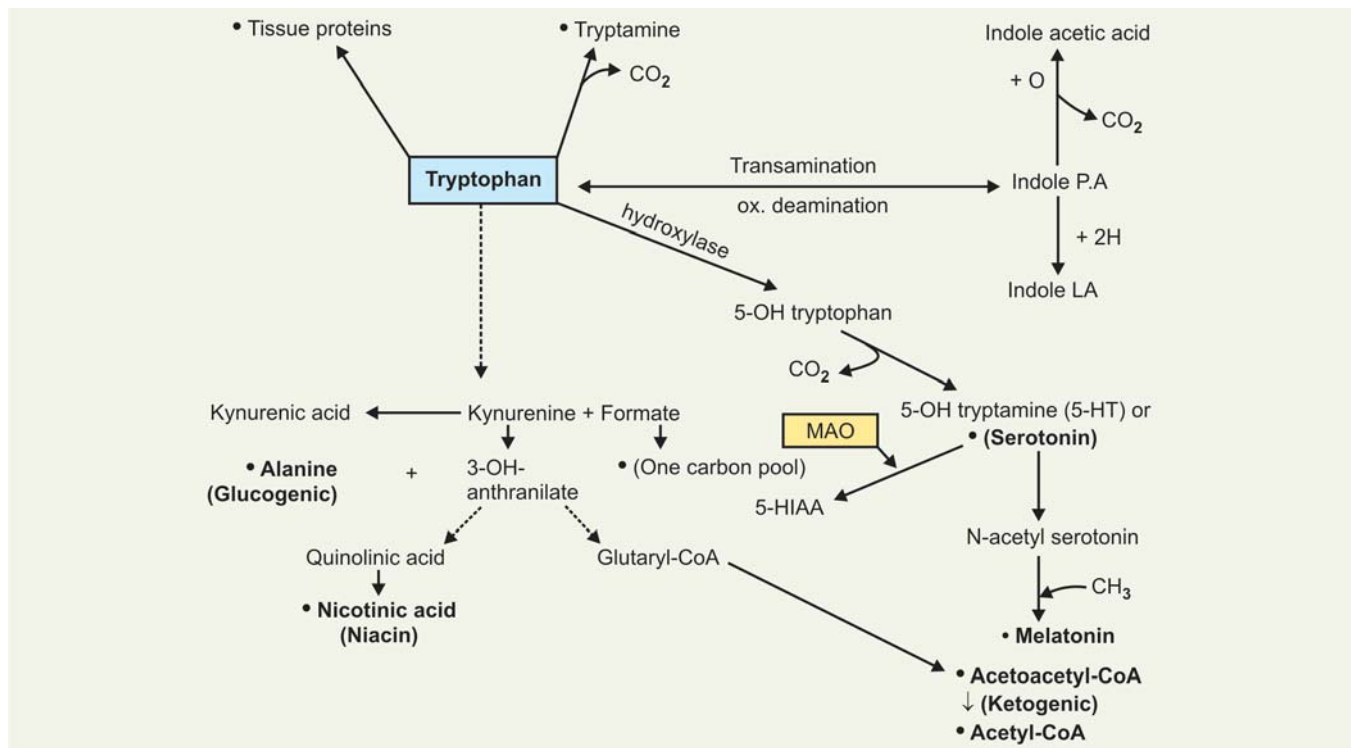 • Tissue proteins
• Tryptamine
CO₂
Indole acetic acid
+ O
CO₂
Tryptophan
Transamination
ox. deamination
Indole P.A
+ 2H
Indole LA
hydroxylase
5-OH tryptophan
CO₂
5-OH tryptamine (5-HT) or
• (Serotonin)
MAO
5-HIAA
Kynurenic acid
Kynurenine + Formate
• Alanine
(Glucogenic)
+
3-OH-
anthranilate
• (One carbon pool)
N-acetyl serotonin
CH₃
• Melatonin
Quinolinic acid
Glutaryl-CoA
• Nicotinic acid
(Niacin)
• Acetoacetyl-CoA
↓ (Ketogenic)
• Acetyl-CoA